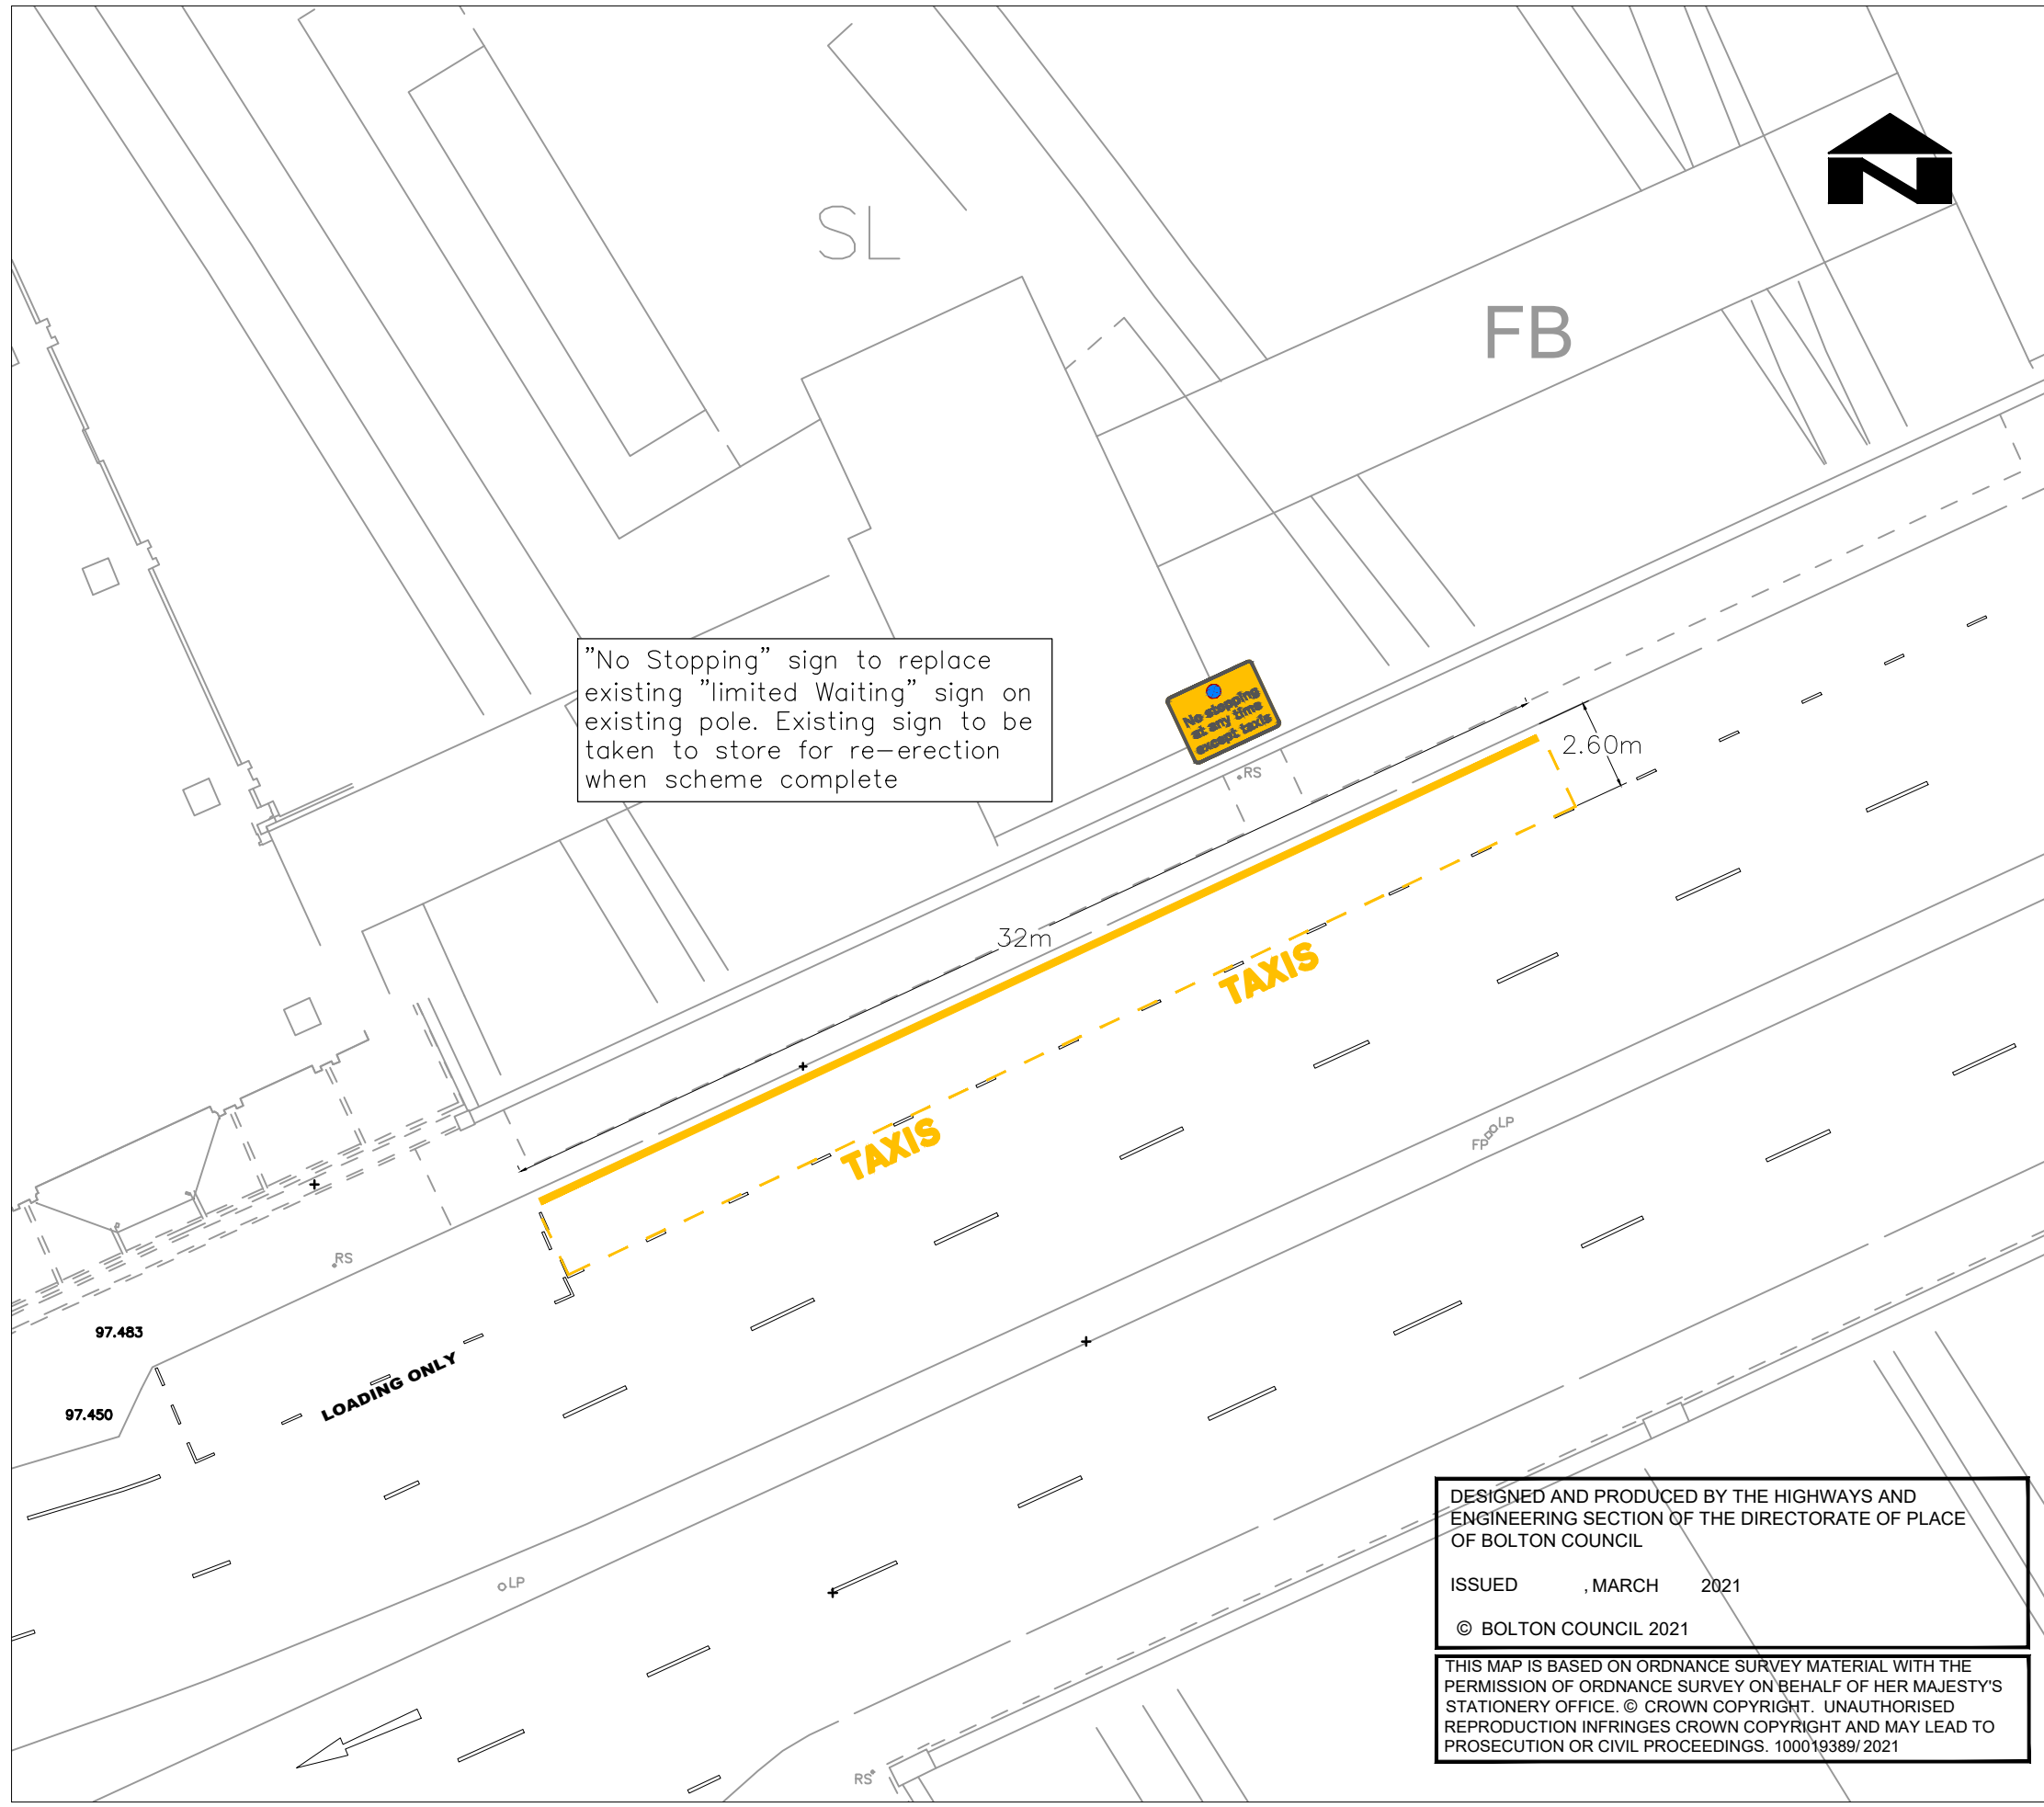 N
SL
FB
"No Stopping" sign to replace
existing "limited Waiting" sign on
existing pole. Existing sign to be
taken to store for re-erection
when scheme complete
No stopping
at any time
except taxis
RS
2.60m
32m
TAXIS
TAXIS
LP
FP
RS
97.483
97.450
LOADING ONLY
LP
RS
DESIGNED AND PRODUCED BY THE HIGHWAYS AND
ENGINEERING SECTION OF THE DIRECTORATE OF PLACE
OF BOLTON COUNCIL
ISSUED , MARCH 2021
© BOLTON COUNCIL 2021
THIS MAP IS BASED ON ORDNANCE SURVEY MATERIAL WITH THE
PERMISSION OF ORDNANCE SURVEY ON BEHALF OF HER MAJESTY'S
STATIONERY OFFICE. © CROWN COPYRIGHT. UNAUTHORISED
REPRODUCTION INFRINGES CROWN COPYRIGHT AND MAY LEAD TO
PROSECUTION OR CIVIL PROCEEDINGS. 100019389/ 2021